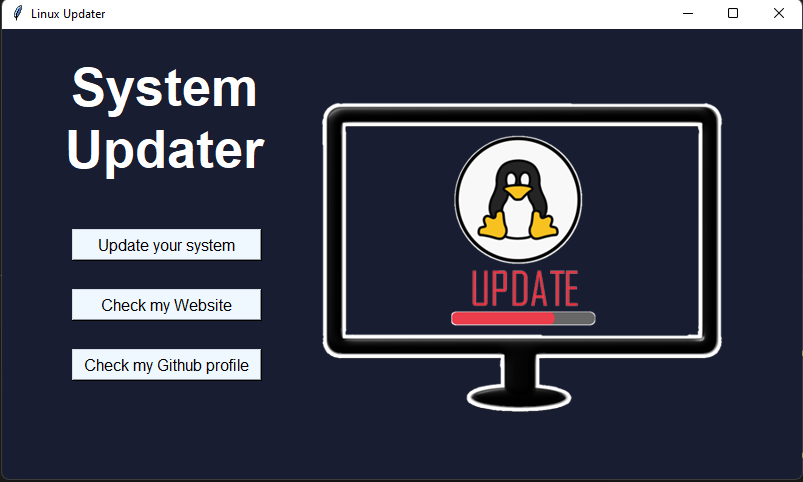 Linux Updater
System
Updater
Update your system
Check my Website
Check my Github profile
UPDATE